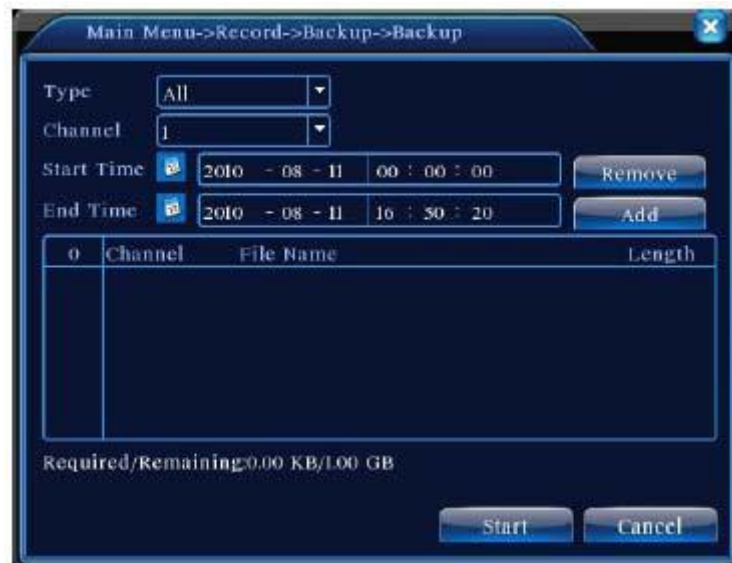 Main Menu->Record->Backup->Backup
Type All
Channel 1
Start Time 2010 - 08 - 11 00 : 00 : 00 Remove
End Time 2010 - 08 - 11 16 : 50 : 20 Add
0 Channel File Name Length
Required/Remaining:0.00 KB/1.00 GB
Start Cancel